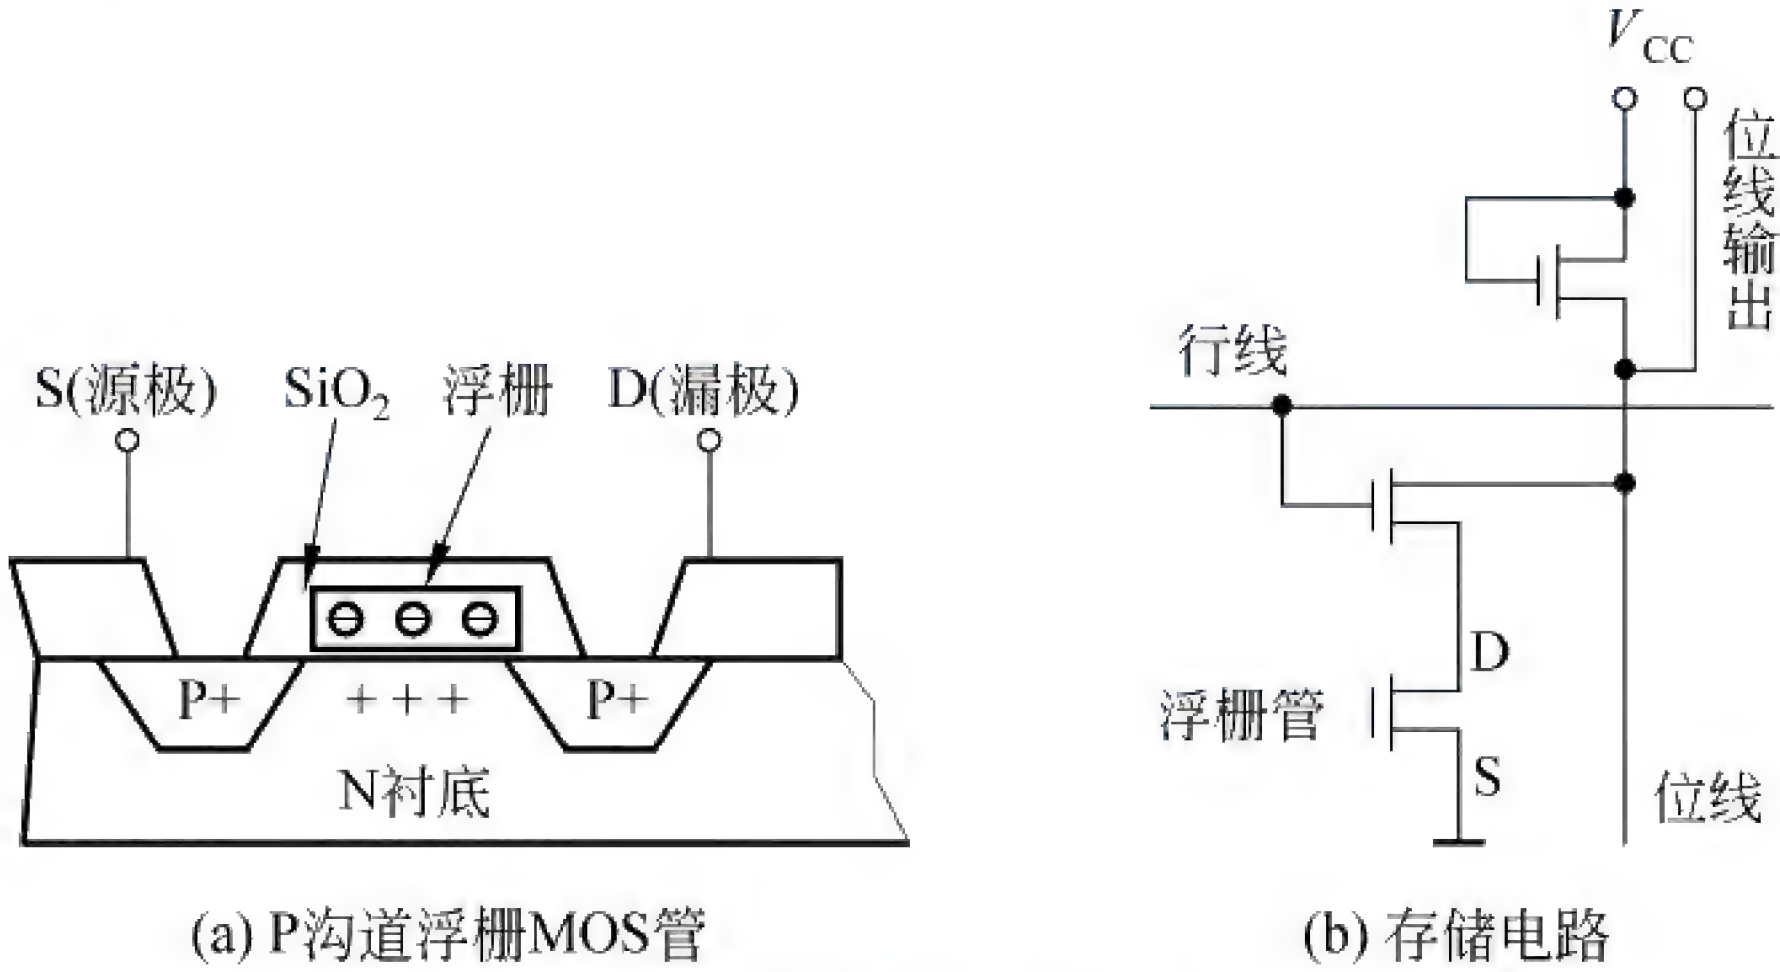 V_CC
位线输出
行线
S(源极)
SiO₂
浮栅
D(漏极)
P+
+ + +
P+
N衬底
D
浮栅管
S
位线
(a) P沟道浮栅MOS管
(b) 存储电路